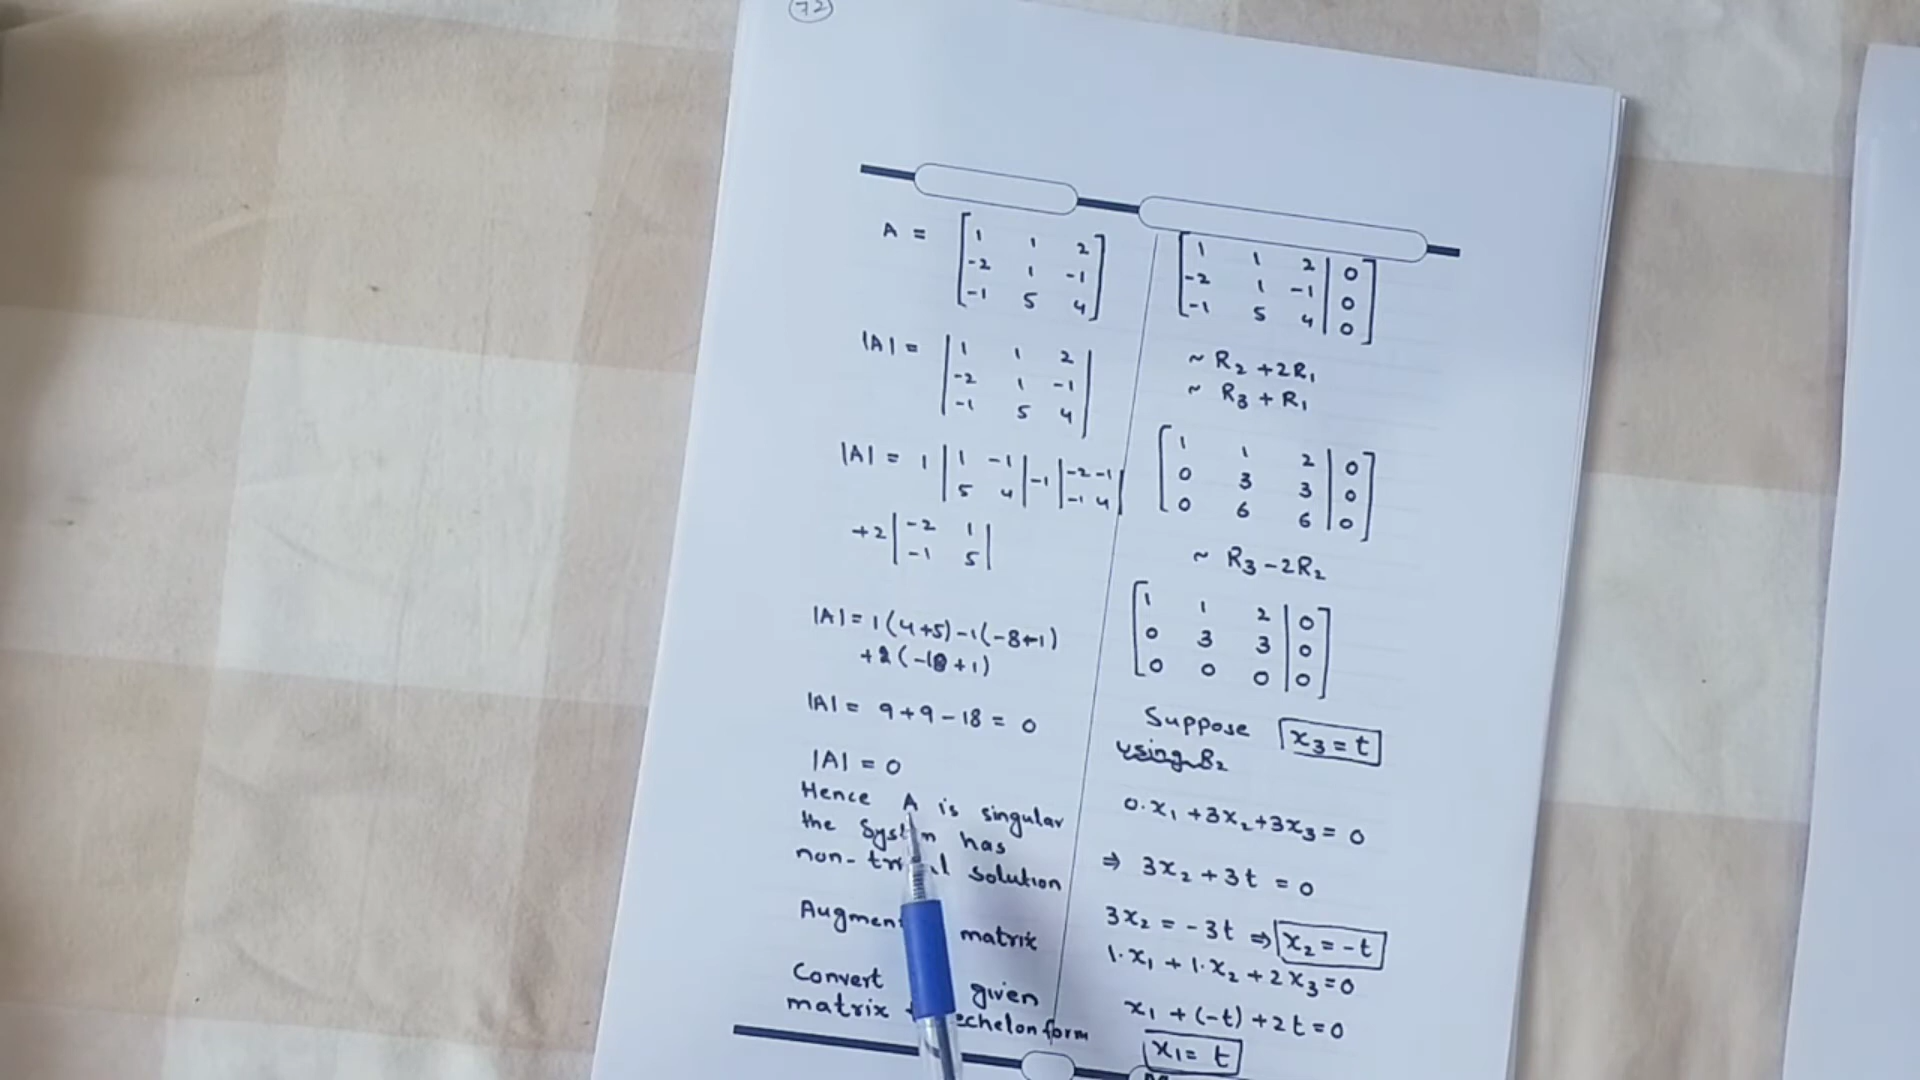 72
A = [1 1 2
-2 1 -1
-1 5 4]
|A| = |1 1 2
-2 1 -1
-1 5 4|
|A| = 1 |1 -1
5 4| -1 |-2 -1
-1 4|
+2 |-2 1
-1 5|
|A| = 1(4+5) -1(-8-1)
+2(-10+1)
|A| = 9+9-18 = 0
|A| = 0
Hence A is singular
the System has
non- solution
matrix
Convert given
matrix echelon form
[1 1 2 | 0
-2 1 -1 | 0
-1 5 4 | 0]
~ R2 +2R1
~ R3 + R1
[1 1 2 | 0
0 3 3 | 0
0 6 6 | 0]
~ R3 -2R2
[1 1 2 | 0
0 3 3 | 0
0 0 0 | 0]
Suppose x3 = t
using
0.x1 +3x2+3x3 = 0
⇒ 3x2 +3t = 0
3x2 = -3t ⇒ x2 = -t
1.x1 + 1.x2 + 2x3=0
x1 + (-t) +2t=0
x1= t